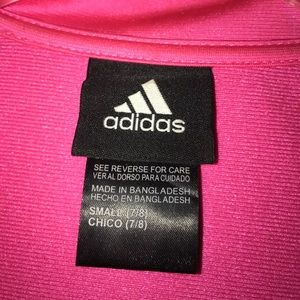 adidas
SEE REVERSE FOR CARE
VER AL DORSO PARA CUIDADO
MADE IN BANGLADESH
HECHO EN BANGLADESH
SMALL (7/8)
CHICO (7/8)